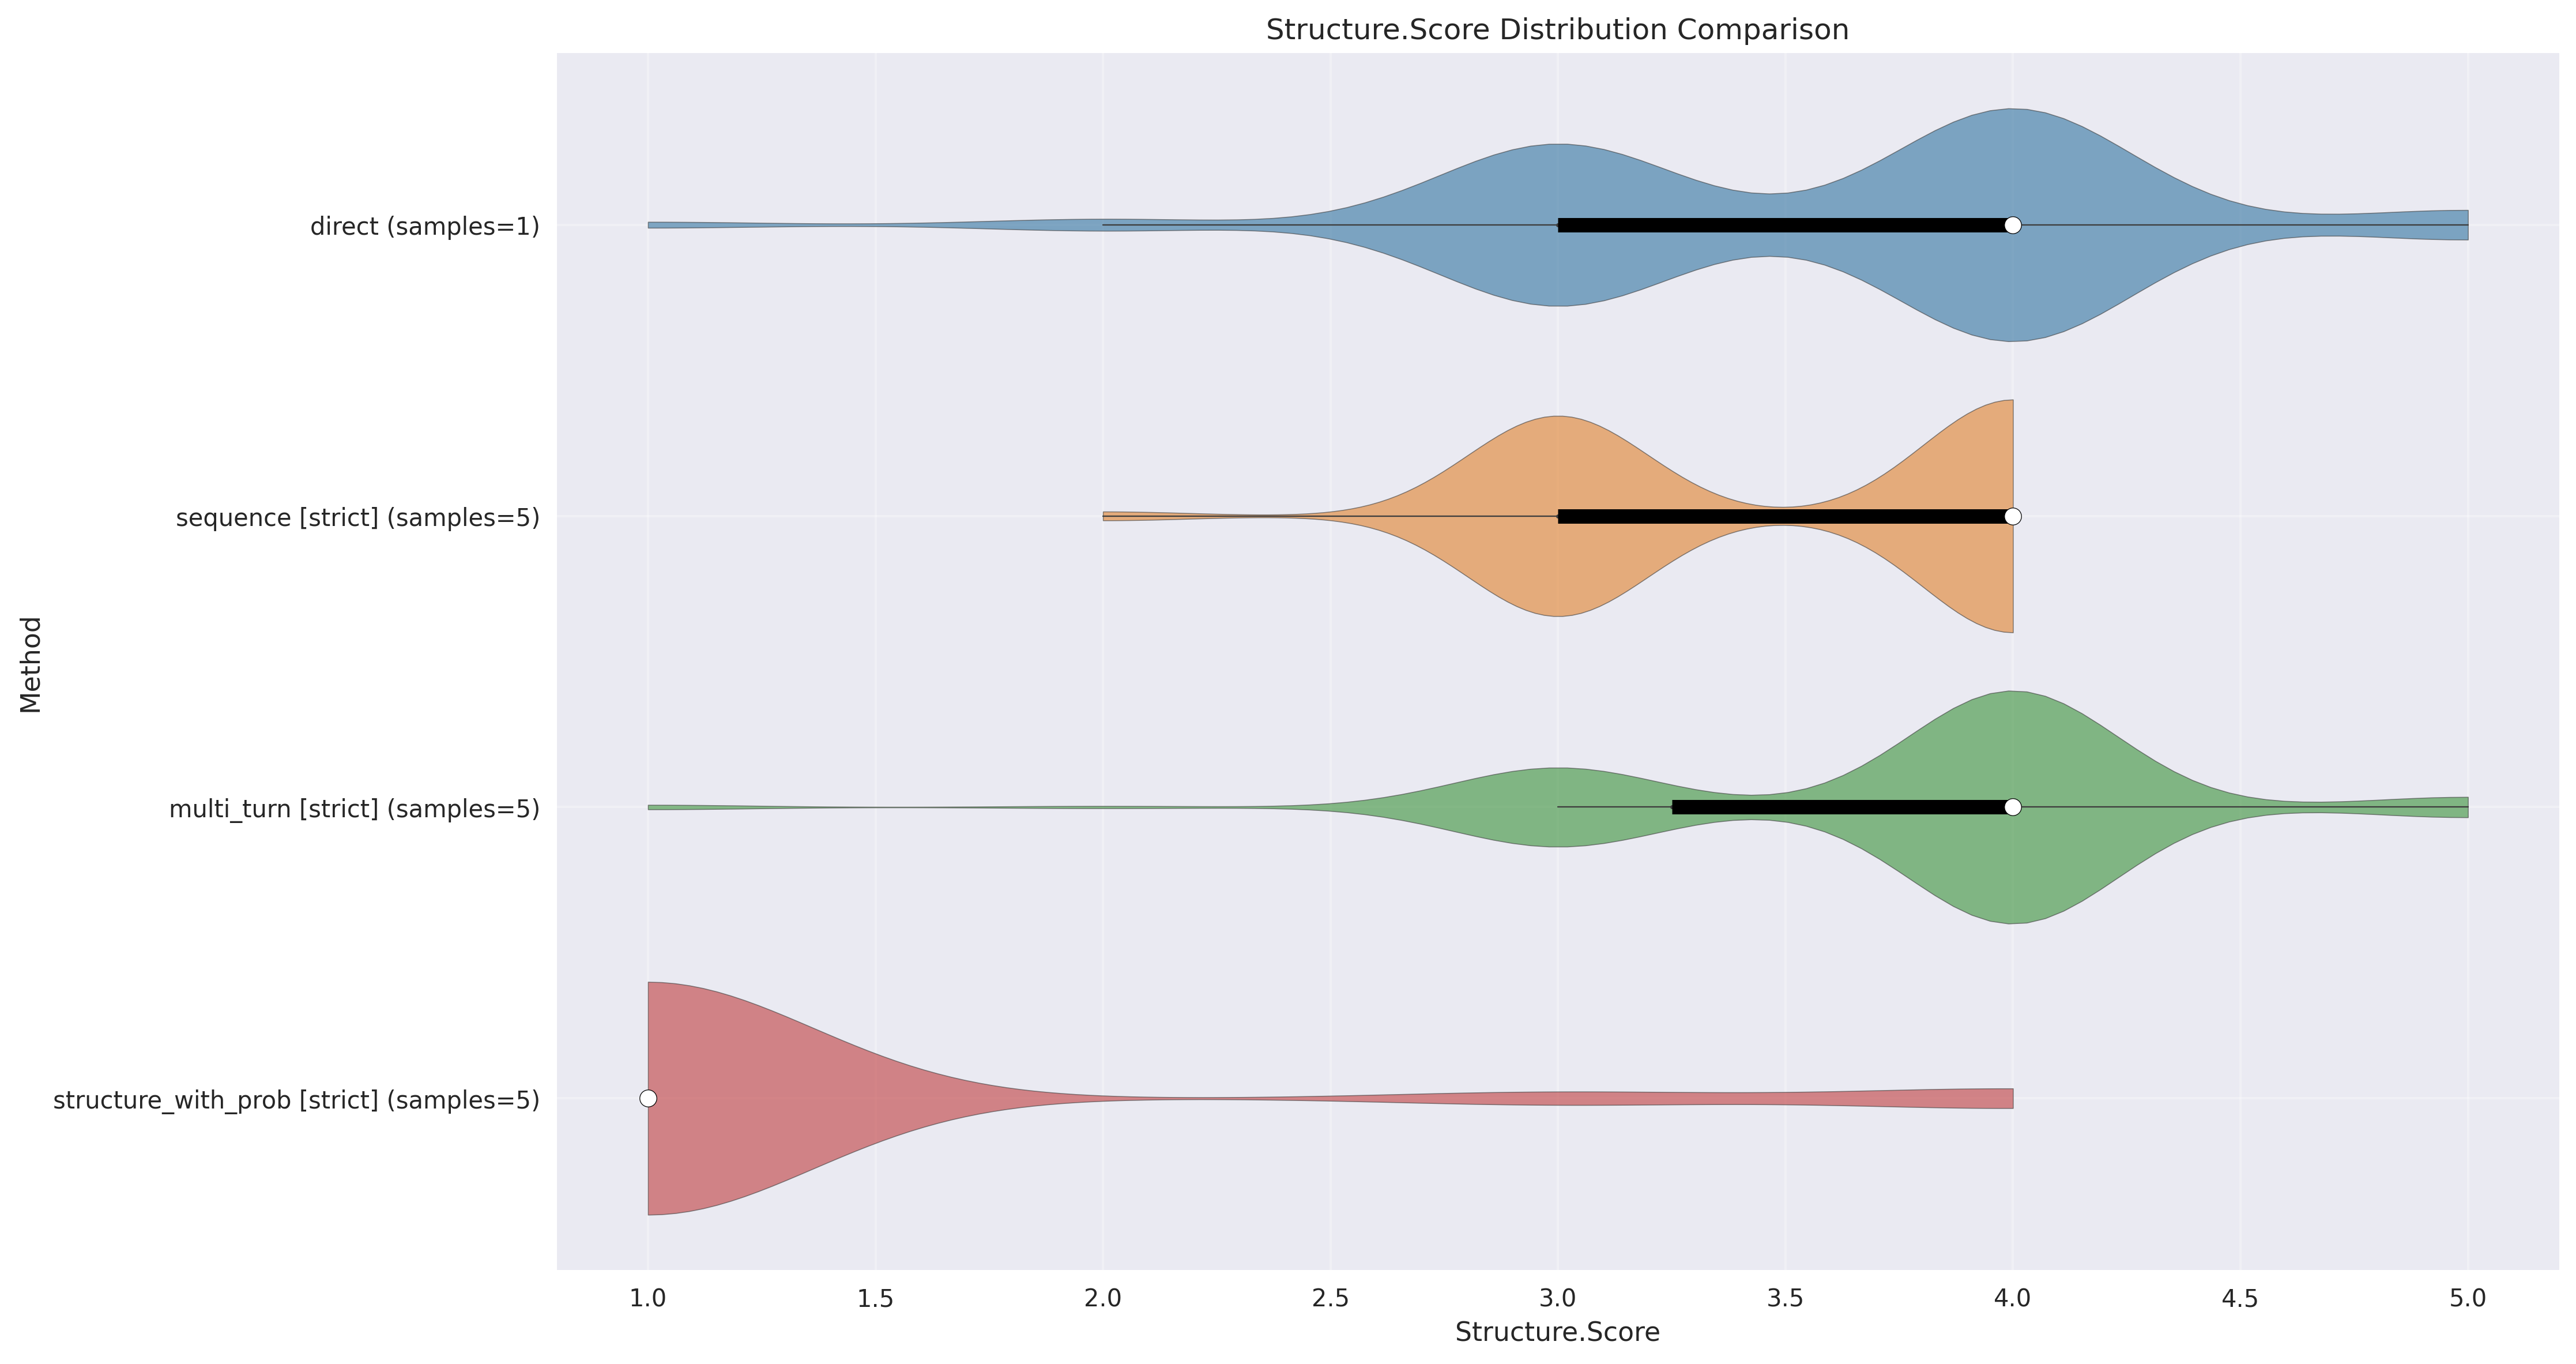 Structure.Score Distribution Comparison
Method
direct (samples=1)
sequence [strict] (samples=5)
multi_turn [strict] (samples=5)
structure_with_prob [strict] (samples=5)
1.0 1.5 2.0 2.5 3.0 3.5 4.0 4.5 5.0
Structure.Score